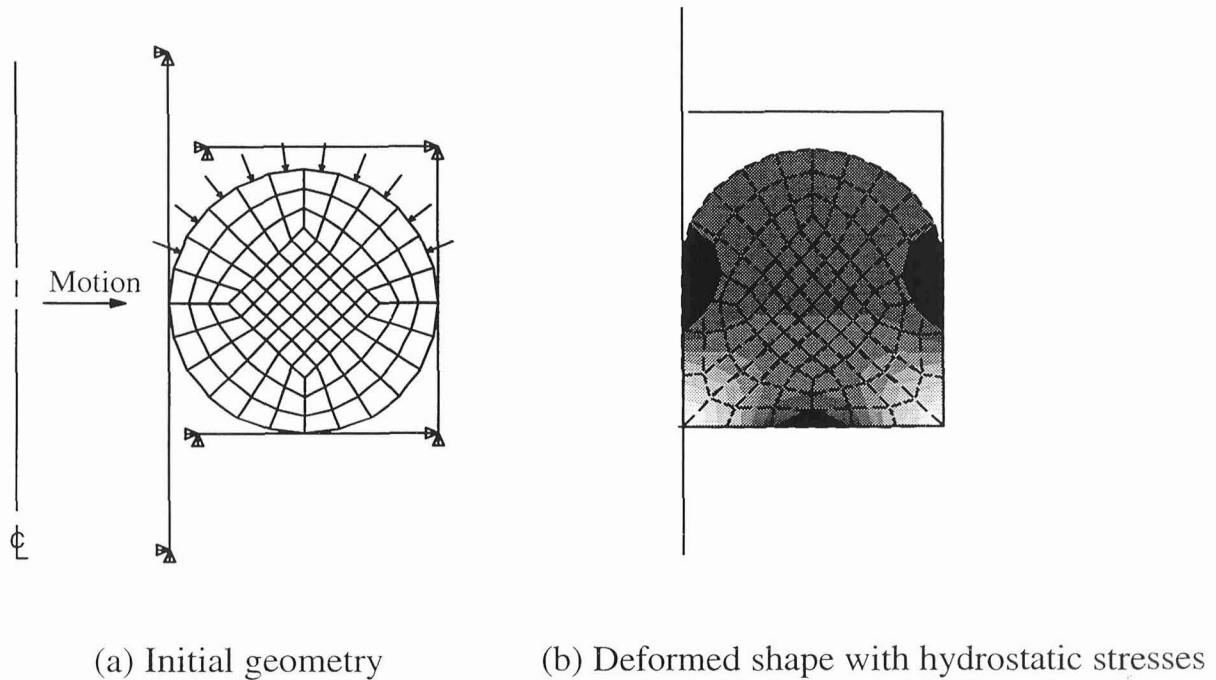 Motion
℄
(a) Initial geometry
(b) Deformed shape with hydrostatic stresses